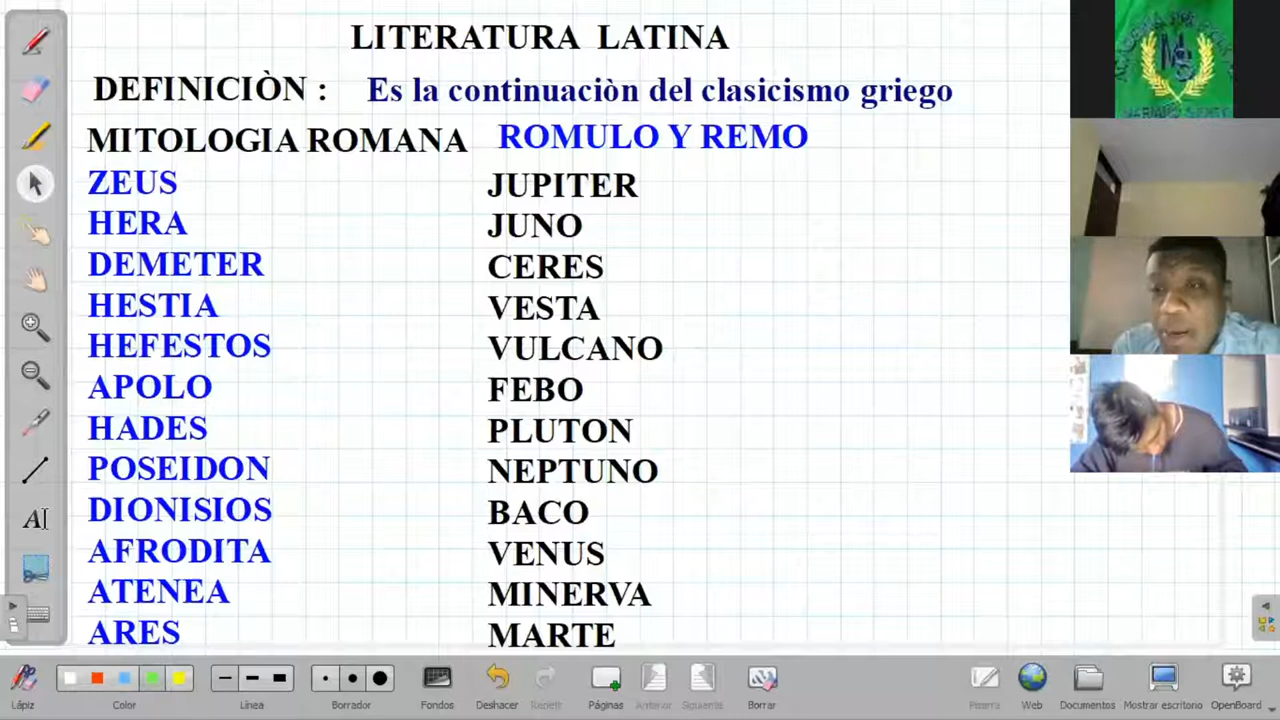 LITERATURA LATINA
DEFINICIÒN : Es la continuaciòn del clasicismo griego
MITOLOGIA ROMANA ROMULO Y REMO
ZEUS JUPITER
HERA JUNO
DEMETER CERES
HESTIA VESTA
HEFESTOS VULCANO
APOLO FEBO
HADES PLUTON
POSEIDON NEPTUNO
DIONISIOS BACO
AFRODITA VENUS
ATENEA MINERVA
ARES MARTE
AI
Lápiz Color Línea Borrador Fondos Deshacer Repetir Páginas Anterior Siguiente Borrar Pizarra Web Documentos Mostrar escritorio OpenBoard